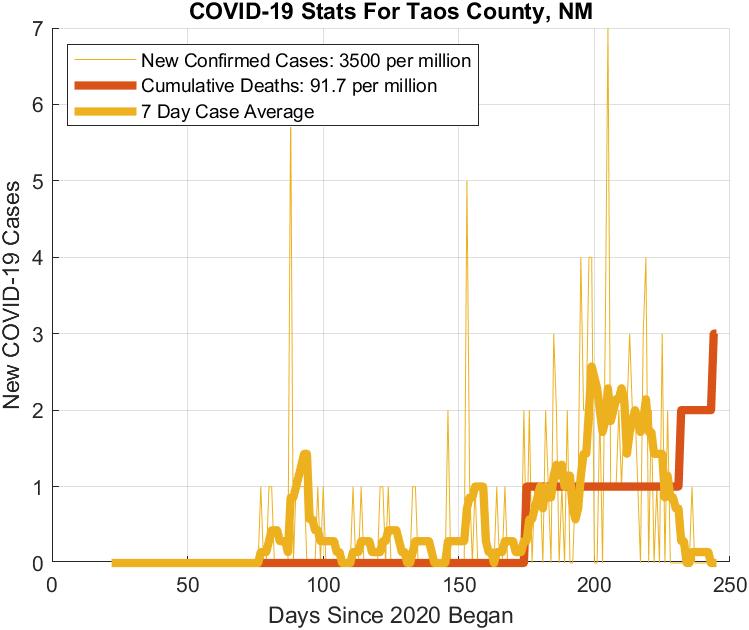 COVID-19 Stats For Taos County, NM
New Confirmed Cases: 3500 per million
Cumulative Deaths: 91.7 per million
7 Day Case Average
New COVID-19 Cases
7
6
5
4
3
2
1
0
0 50 100 150 200 250
Days Since 2020 Began